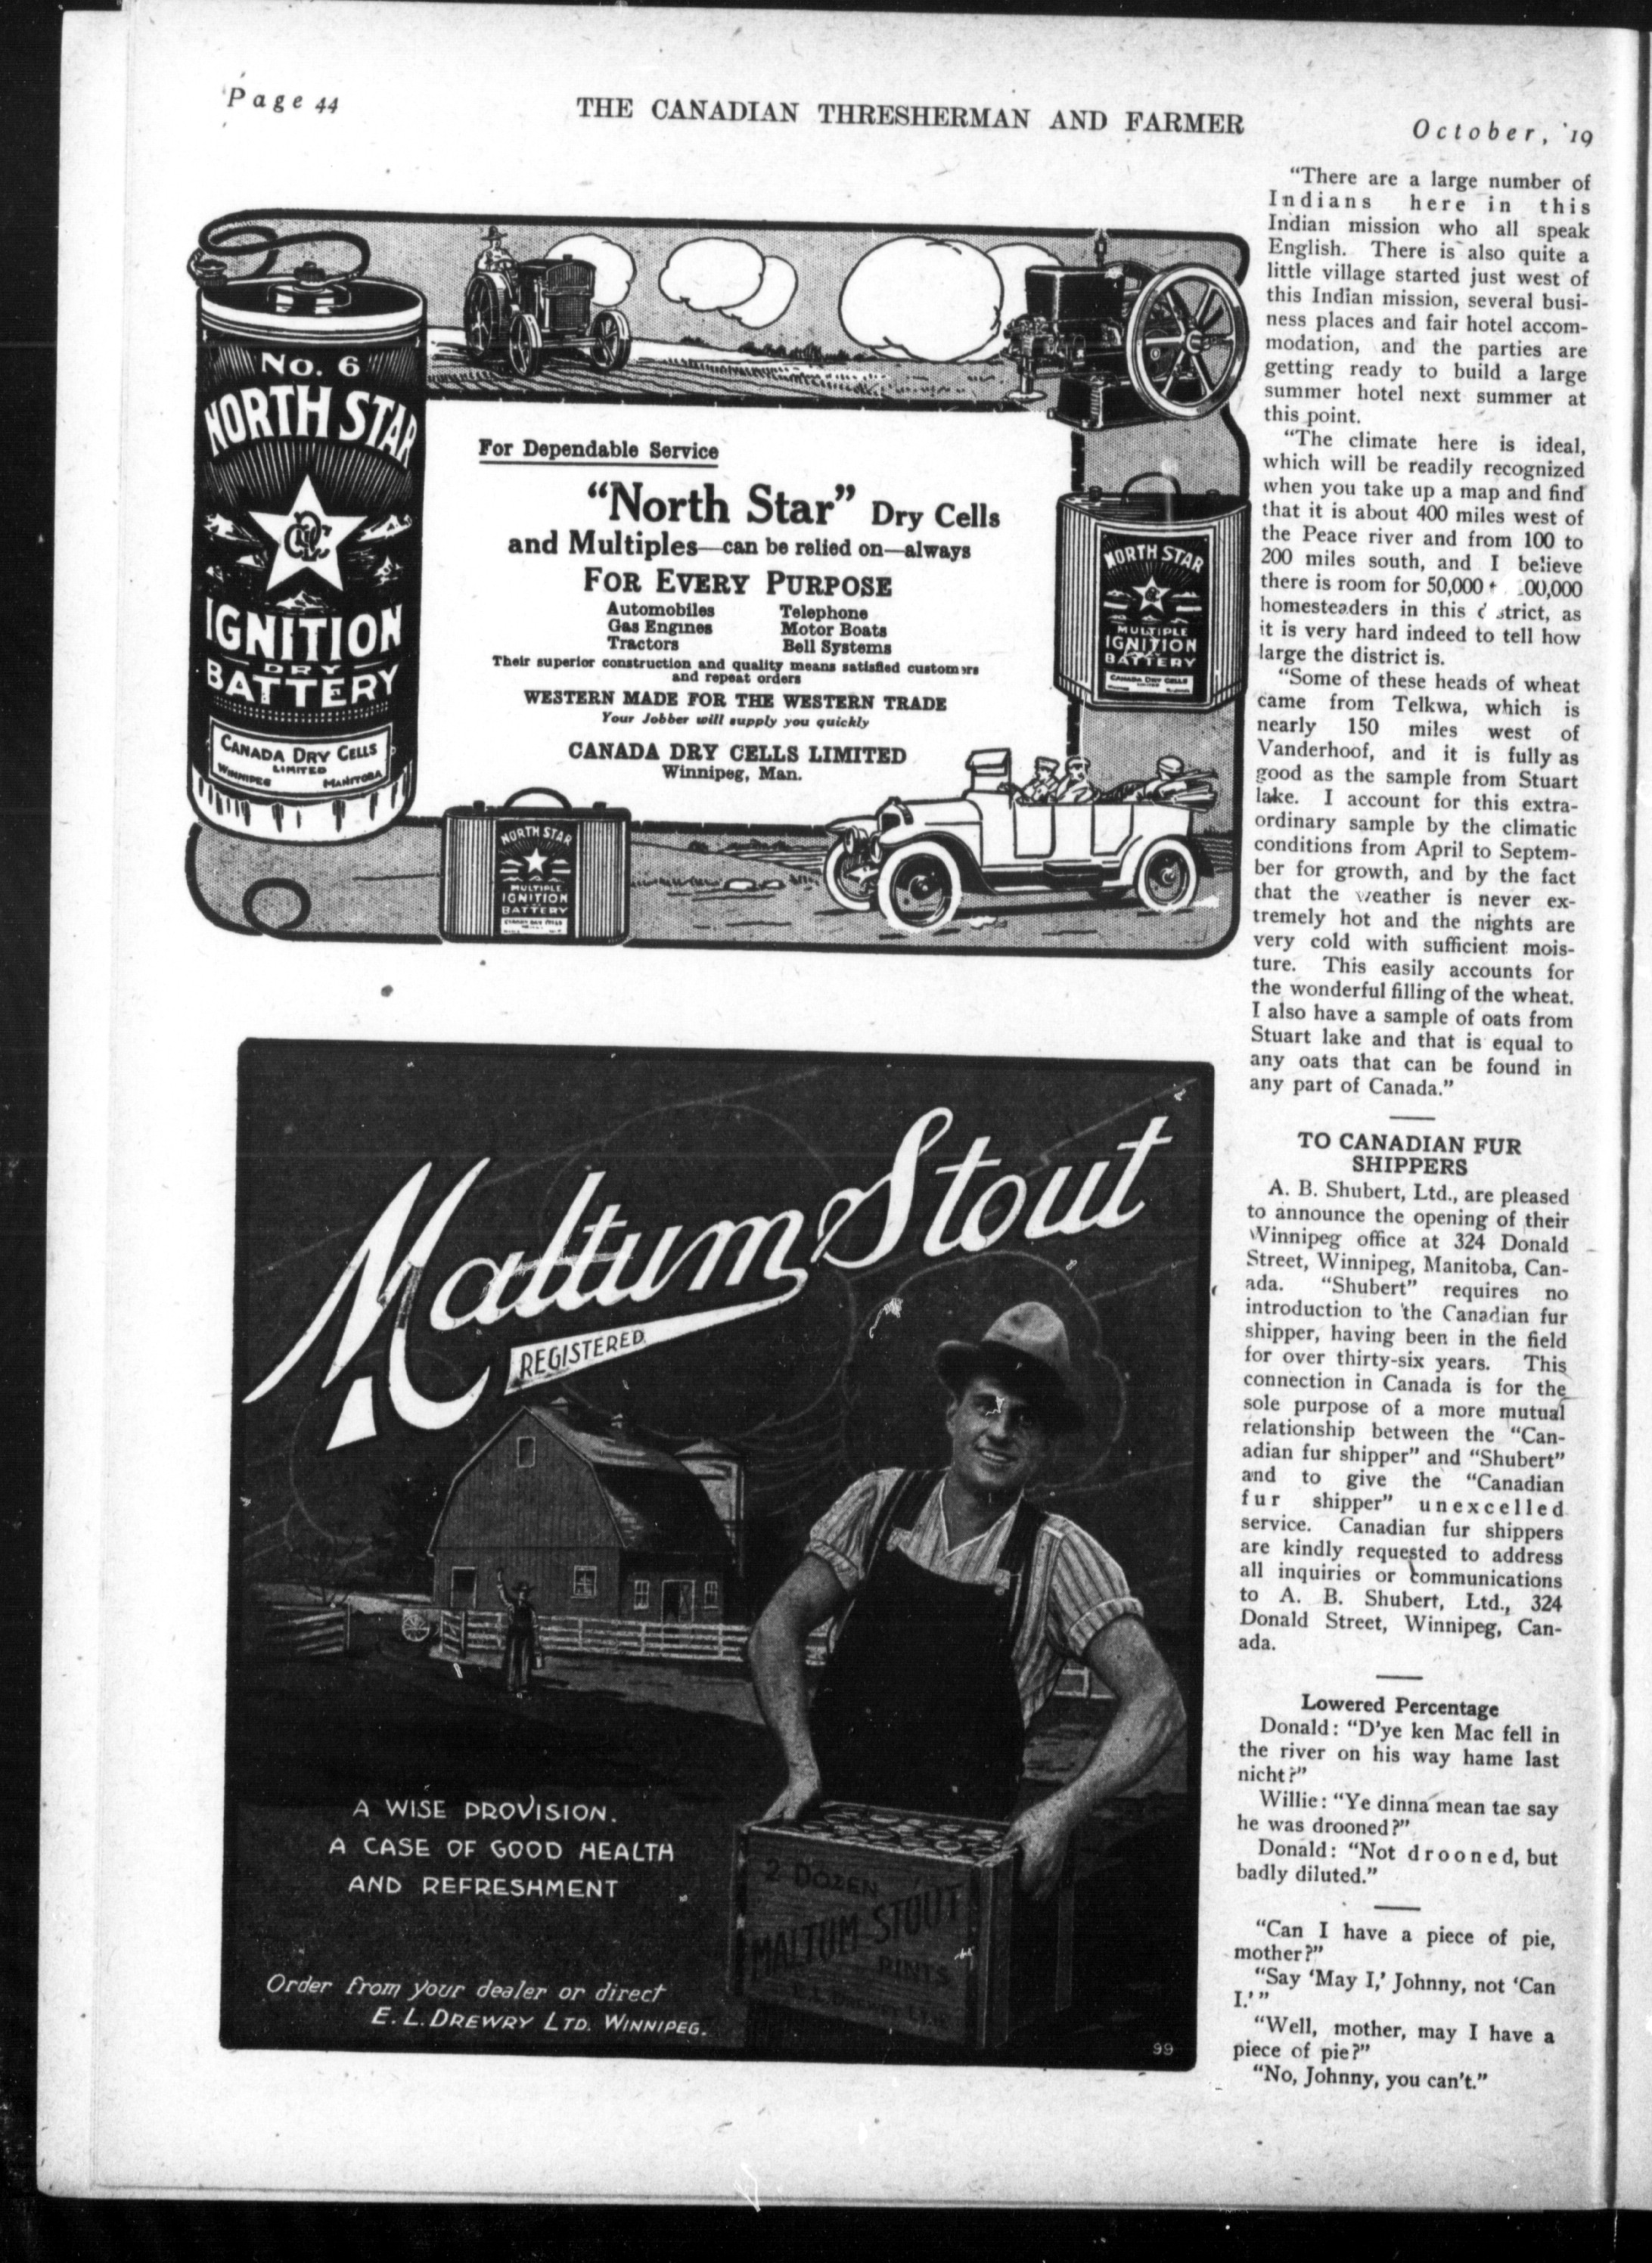 Page 44
THE CANADIAN THRESHERMAN AND FARMER
October, '19
No. 6
NORTH STAR
IGNITION
DRY
BATTERY
CANADA DRY CELLS
LIMITED
WINNIPEG MANITOBA
For Dependable Service
"North Star" Dry Cells
and Multiples—can be relied on—always
FOR EVERY PURPOSE
Automobiles Telephone
Gas Engines Motor Boats
Tractors Bell Systems
Their superior construction and quality means satisfied customers
and repeat orders
WESTERN MADE FOR THE WESTERN TRADE
Your Jobber will supply you quickly
CANADA DRY CELLS LIMITED
Winnipeg, Man.
NORTH STAR
MULTIPLE
IGNITION
BATTERY
CANADA DRY CELLS
NORTH STAR
MULTIPLE
IGNITION
BATTERY
Maltum Stout
REGISTERED
A WISE PROVISION.
A CASE OF GOOD HEALTH
AND REFRESHMENT
2 DOZEN
MALTUM STOUT
PINTS
Order from your dealer or direct
E. L. DREWRY LTD. WINNIPEG.
99
"There are a large number of
Indians here in this
Indian mission who all speak
English. There is also quite a
little village started just west of
this Indian mission, several busi-
ness places and fair hotel accom-
modation, and the parties are
getting ready to build a large
summer hotel next summer at
this point.
"The climate here is ideal,
which will be readily recognized
when you take up a map and find
that it is about 400 miles west of
the Peace river and from 100 to
200 miles south, and I believe
there is room for 50,000
homesteaders in this district, as
it is very hard indeed to tell how
large the district is.
"Some of these heads of wheat
came from Telkwa, which is
nearly 150 miles west of
Vanderhoof, and it is fully as
good as the sample from Stuart
lake. I account for this extra-
ordinary sample by the climatic
conditions from April to Septem-
ber for growth, and by the fact
that the weather is never ex-
tremely hot and the nights are
very cold with sufficient mois-
ture. This easily accounts for
the wonderful filling of the wheat.
I also have a sample of oats from
Stuart lake and that is equal to
any oats that can be found in
any part of Canada."
TO CANADIAN FUR
SHIPPERS
A. B. Shubert, Ltd., are pleased
to announce the opening of their
Winnipeg office at 324 Donald
Street, Winnipeg, Manitoba, Can-
ada. "Shubert" requires no
introduction to the Canadian fur
shipper, having been in the field
for over thirty-six years. This
connection in Canada is for the
sole purpose of a more mutual
relationship between the "Can-
adian fur shipper" and "Shubert"
and to give the "Canadian
fur shipper" unexcelled
service. Canadian fur shippers
are kindly requested to address
all inquiries or communications
to A. B. Shubert, Ltd., 324
Donald Street, Winnipeg, Can-
ada.
Lowered Percentage
Donald: "D'ye ken Mac fell in
the river on his way hame last
nicht?"
Willie: "Ye dinna mean tae say
he was drooned?"
Donald: "Not drooned, but
badly diluted."
"Can I have a piece of pie,
mother?"
"Say 'May I,' Johnny, not 'Can
I.'"
"Well, mother, may I have a
piece of pie?"
"No, Johnny, you can't."